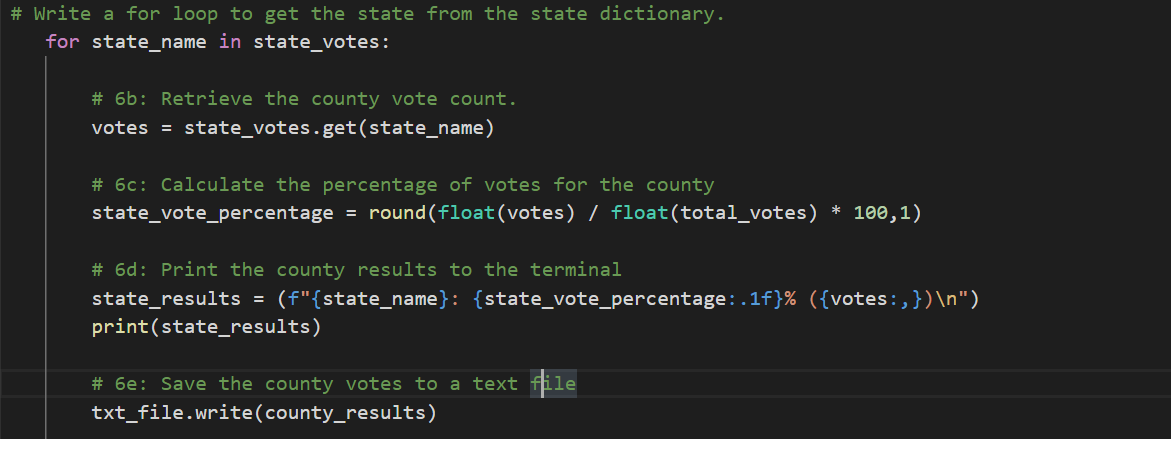 # Write a for loop to get the state from the state dictionary.
for state_name in state_votes:
# 6b: Retrieve the county vote count.
votes = state_votes.get(state_name)
# 6c: Calculate the percentage of votes for the county
state_vote_percentage = round(float(votes) / float(total_votes) * 100,1)
# 6d: Print the county results to the terminal
state_results = (f"{state_name}: {state_vote_percentage:.1f}% ({votes:,})\n")
print(state_results)
# 6e: Save the county votes to a text file
txt_file.write(county_results)